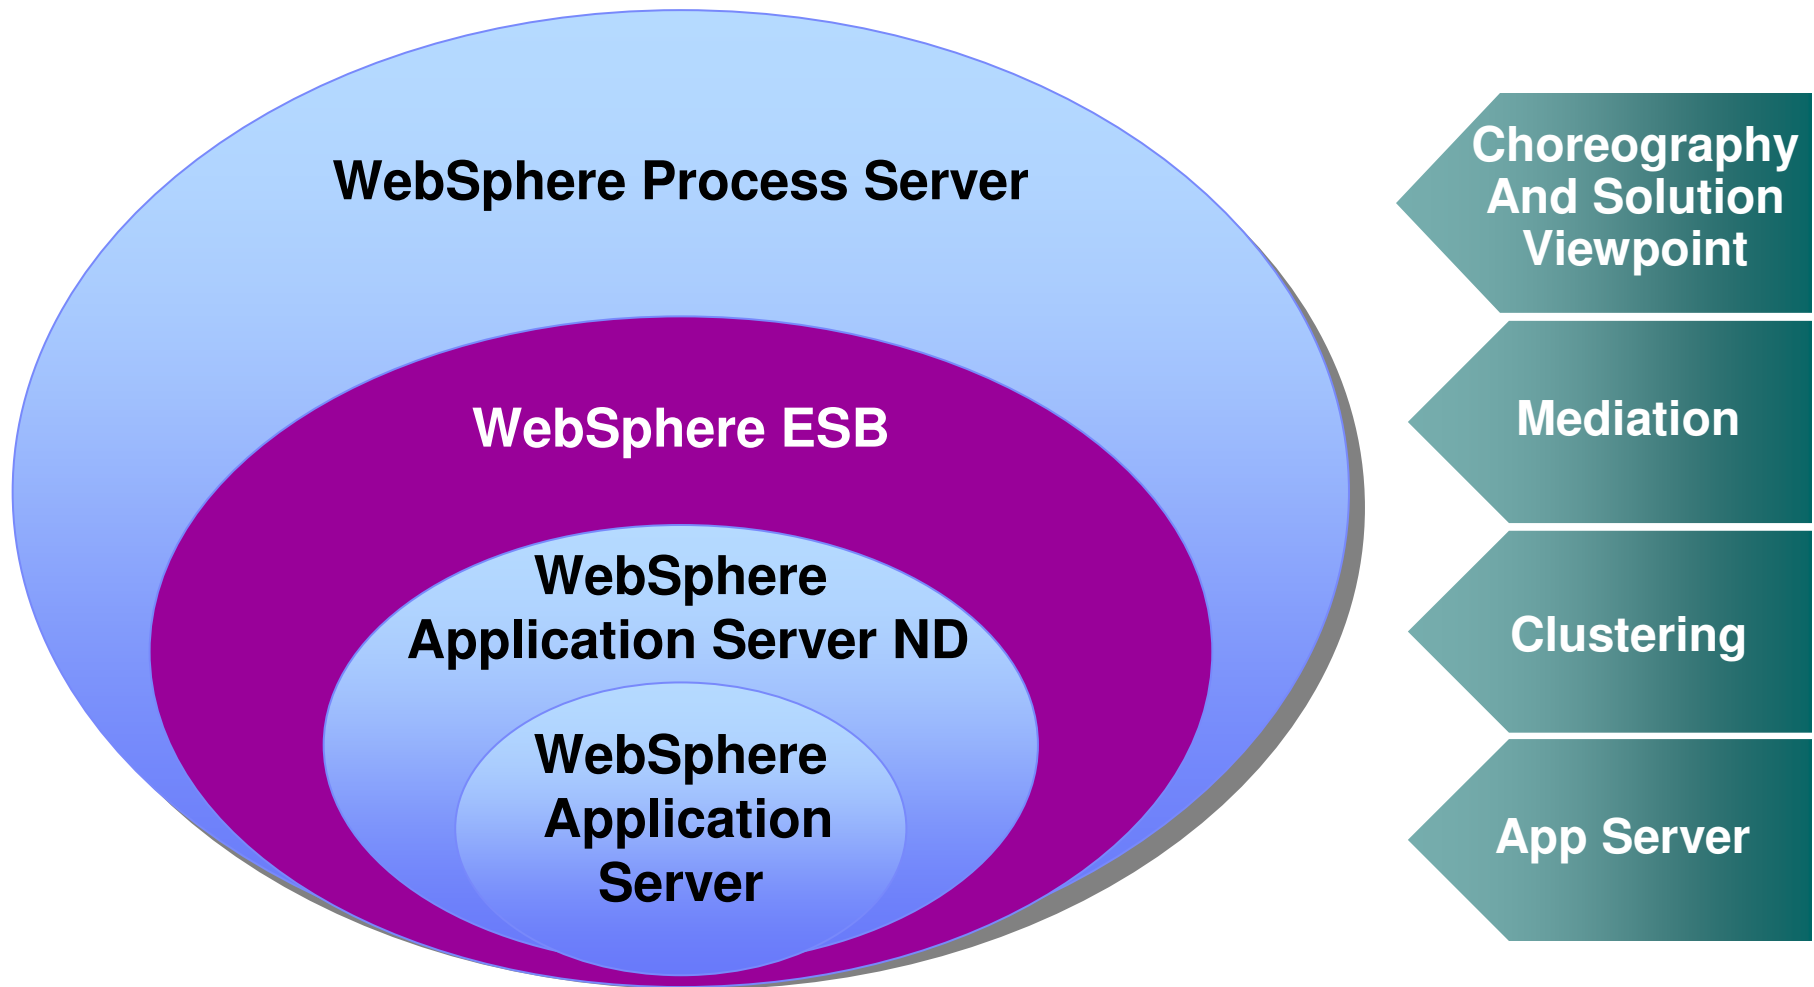 WebSphere Process Server
WebSphere ESB
WebSphere
Application Server ND
WebSphere
Application
Server
Choreography
And Solution
Viewpoint
Mediation
Clustering
App Server